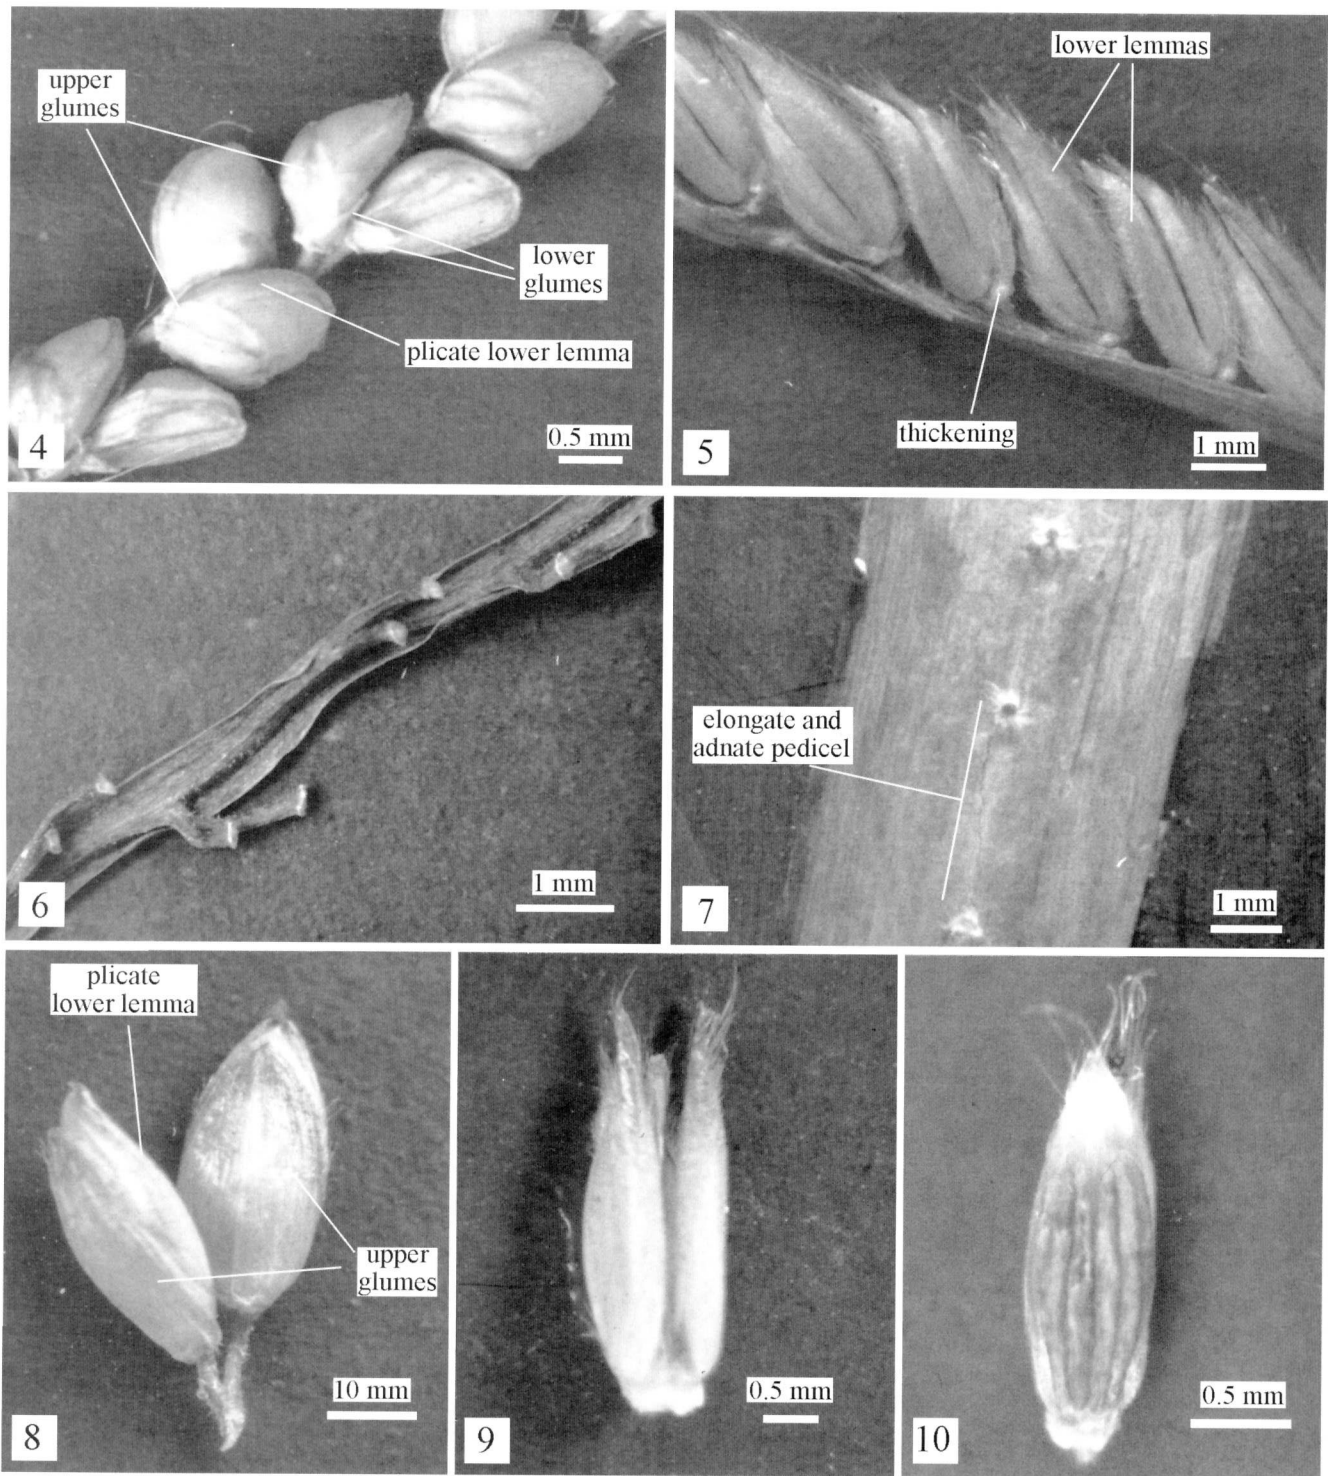 upper
glumes
lower
glumes
plicate lower lemma
4
0.5 mm
lower lemmas
thickening
5
1 mm
6
1 mm
elongate and
adnate pedicel
7
1 mm
plicate
lower lemma
upper
glumes
8
10 mm
9
0.5 mm
10
0.5 mm